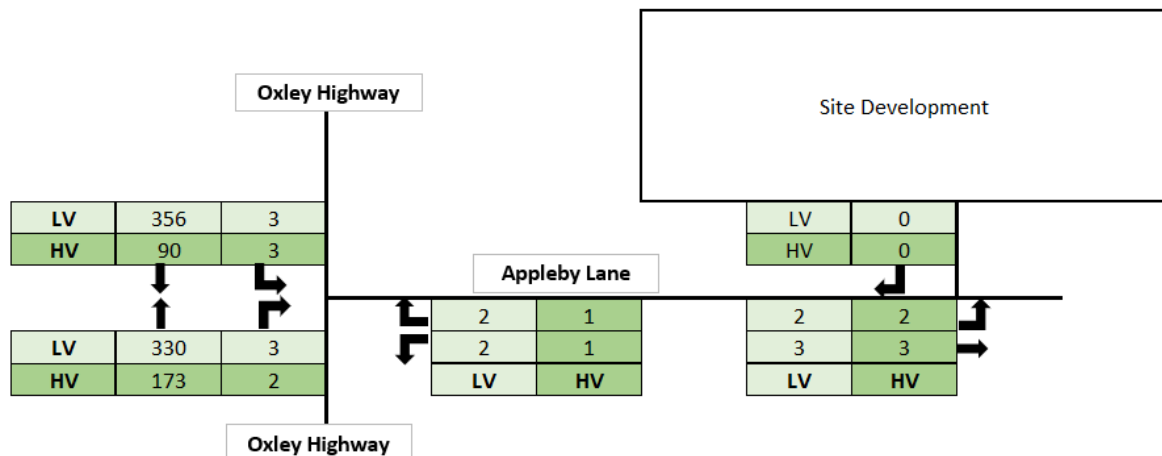 Site Development
Oxley Highway
LV 356 3
HV 90 3
LV 0
HV 0
Appleby Lane
2 1
2 1
LV HV
2 2
3 3
LV HV
LV 330 3
HV 173 2
Oxley Highway